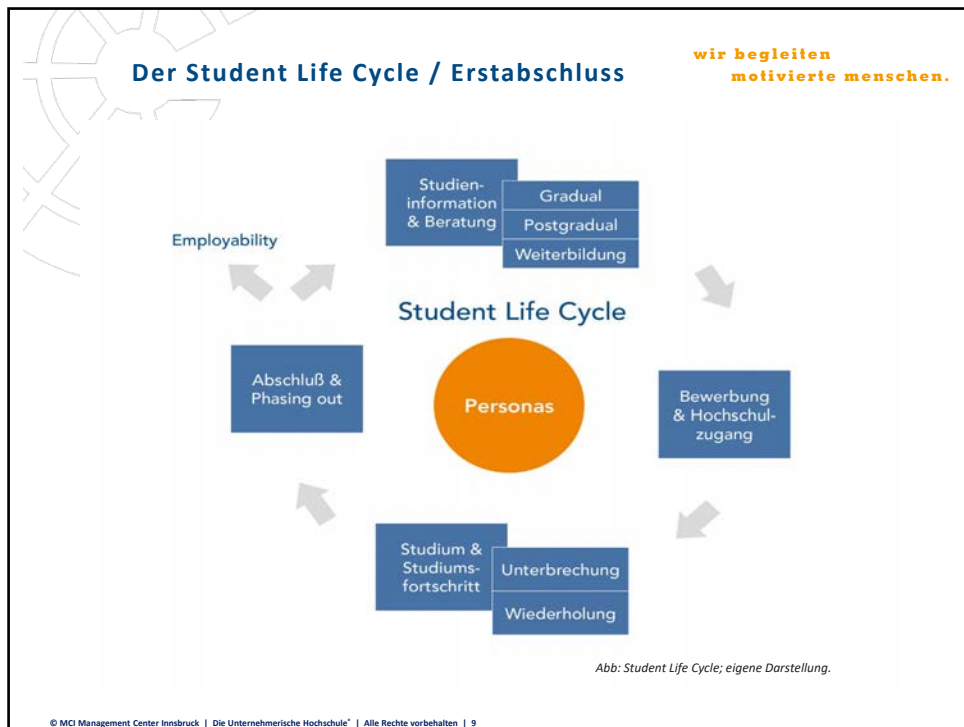 Der Student Life Cycle / Erstabschluss
wir begleiten
motivierte menschen.
Studien-
information
& Beratung
Gradual
Postgradual
Weiterbildung
Employability
Student Life Cycle
Abschluß &
Phasing out
Personas
Bewerbung
& Hochschul-
zugang
Studium &
Studiums-
fortschritt
Unterbrechung
Wiederholung
Abb: Student Life Cycle; eigene Darstellung.
© MCI Management Center Innsbruck | Die Unternehmerische Hochschule® | Alle Rechte vorbehalten | 9